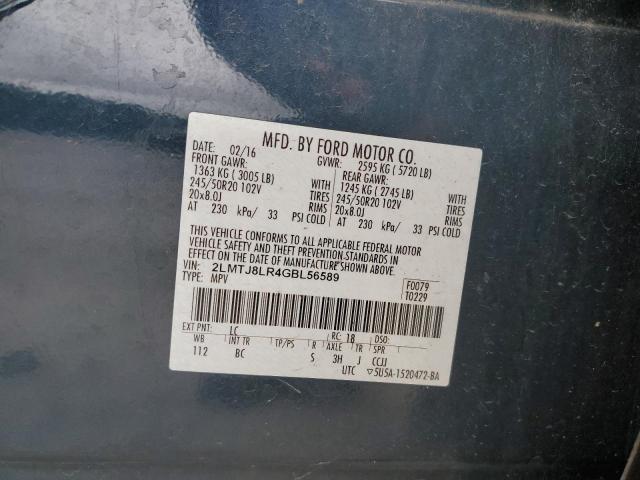 MFD. BY FORD MOTOR CO.
DATE: 02/16 GVWR: 2595 KG ( 5720 LB)
FRONT GAWR: REAR GAWR:
1363 KG ( 3005 LB) WITH 1245 KG ( 2745 LB) WITH
245/50R20 102V TIRES 245/50R20 102V TIRES
20x8.0J RIMS 20x8.0J RIMS
AT 230 kPa/ 33 PSI COLD AT 230 kPa/ 33 PSI COLD
THIS VEHICLE CONFORMS TO ALL APPLICABLE FEDERAL MOTOR
VEHICLE SAFETY AND THEFT PREVENTION STANDARDS IN
EFFECT ON THE DATE OF MANUFACTURE SHOWN ABOVE.
VIN: 2LMTJ8LR4GBL56589 F0079
TYPE: MPV T0229
EXT PNT: LC RC: 18 DSO:
WB INT TR TP/PS R AXLE TR SPR
112 BC S 3H J CCJJ
UTC ▽5U5A-1520472-BA